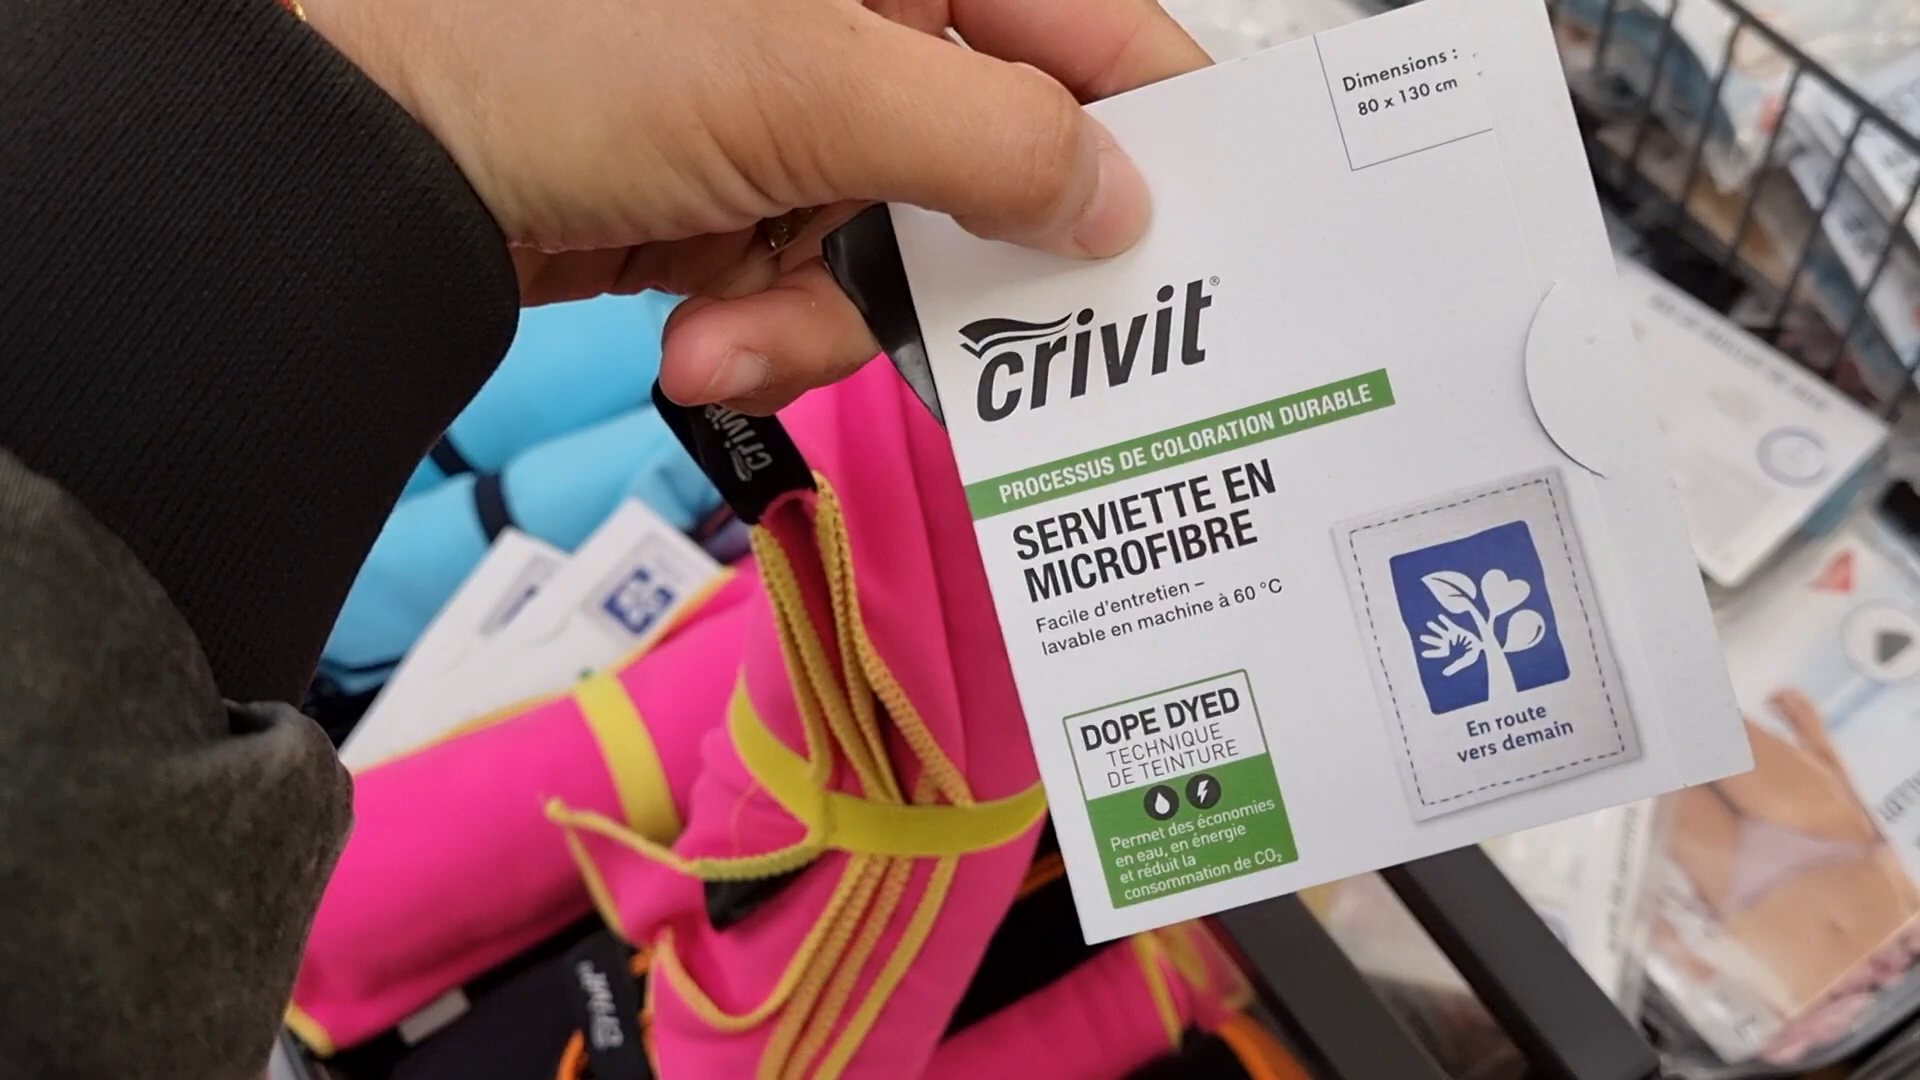 Dimensions :
80 x 130 cm
crivit®
PROCESSUS DE COLORATION DURABLE
SERVIETTE EN
MICROFIBRE
Facile d'entretien –
lavable en machine à 60 °C
DOPE DYED
TECHNIQUE
DE TEINTURE
Permet des économies
en eau, en énergie
et réduit la
consommation de CO₂
En route
vers demain
crivit